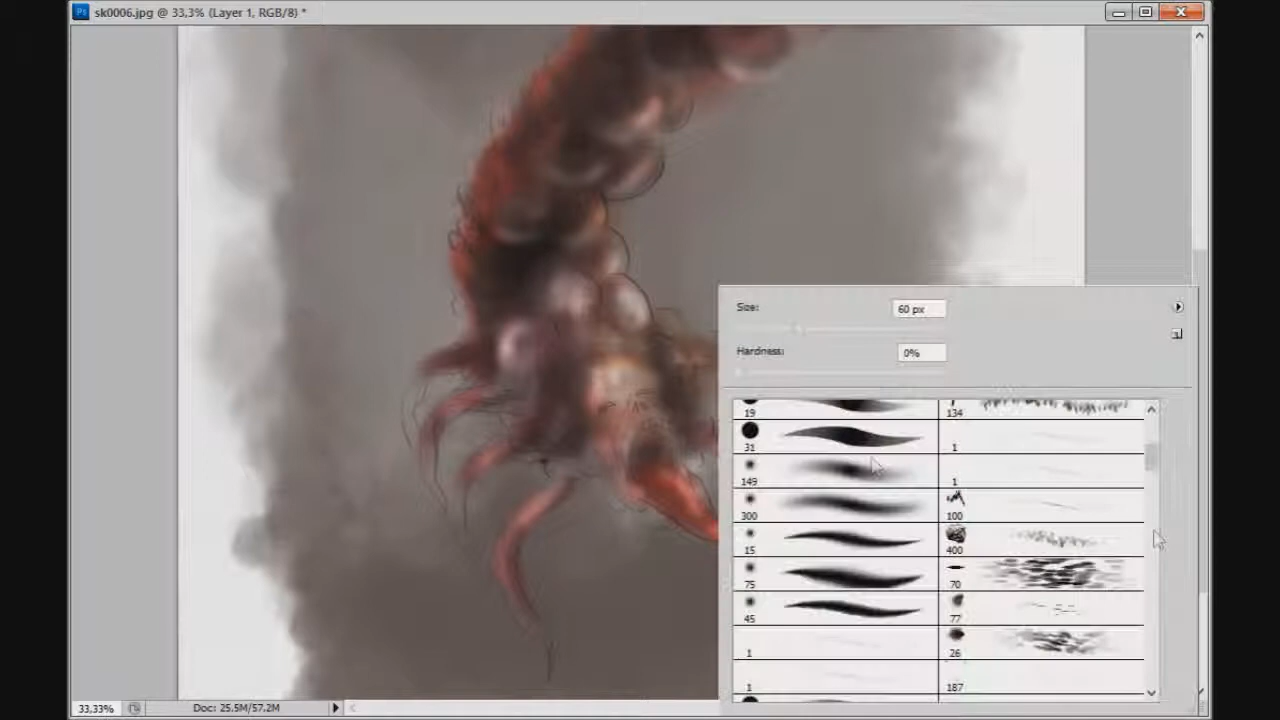 Ps sk0006.jpg @ 33,3% (Layer 1, RGB/8) *
Size: 60 px
Hardness: 0%
19 134
31 1
149 1
300 100
15 400
75 70
45 77
1 26
1 187
33,33% Doc: 25.5M/57.2M